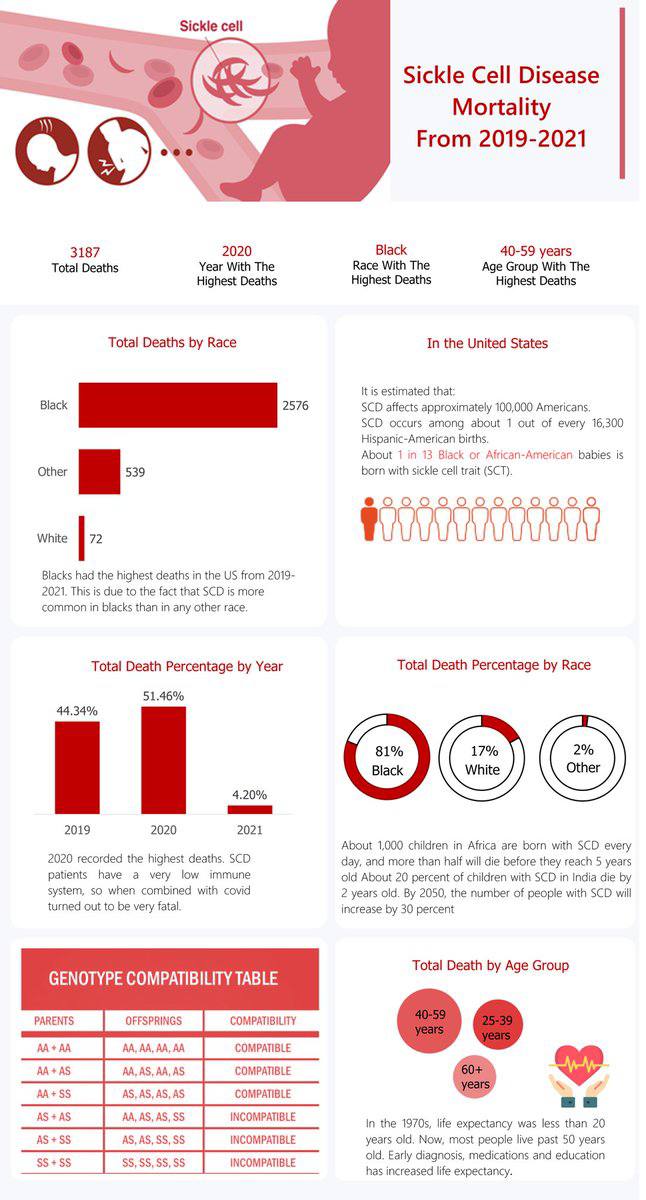 Sickle cell
Sickle Cell Disease
Mortality
From 2019-2021
3187
Total Deaths
2020
Year With The
Highest Deaths
Black
Race With The
Highest Deaths
40-59 years
Age Group With The
Highest Deaths
Total Deaths by Race
Black
2576
Other
539
White
72
Blacks had the highest deaths in the US from 2019-
2021. This is due to the fact that SCD is more
common in blacks than in any other race.
In the United States
It is estimated that:
SCD affects approximately 100,000 Americans.
SCD occurs among about 1 out of every 16,300
Hispanic-American births.
About 1 in 13 Black or African-American babies is
born with sickle cell trait (SCT).
Total Death Percentage by Year
44.34%
51.46%
4.20%
2019
2020
2021
2020 recorded the highest deaths. SCD
patients have a very low immune
system, so when combined with covid
turned out to be very fatal.
Total Death Percentage by Race
81%
Black
17%
White
2%
Other
About 1,000 children in Africa are born with SCD every
day, and more than half will die before they reach 5 years
old About 20 percent of children with SCD in India die by
2 years old. By 2050, the number of people with SCD will
increase by 30 percent
GENOTYPE COMPATIBILITY TABLE
PARENTS OFFSPRINGS COMPATIBILITY
AA + AA AA, AA, AA, AA COMPATIBLE
AA + AS AA, AS, AA, AS COMPATIBLE
AA + SS AS, AS, AS, AS COMPATIBLE
AS + AS AA, AS, AS, SS INCOMPATIBLE
AS + SS AS, AS, SS, SS INCOMPATIBLE
SS + SS SS, SS, SS, SS INCOMPATIBLE
Total Death by Age Group
40-59
years
25-39
years
60+
years
In the 1970s, life expectancy was less than 20
years old. Now, most people live past 50 years
old. Early diagnosis, medications and education
has increased life expectancy.